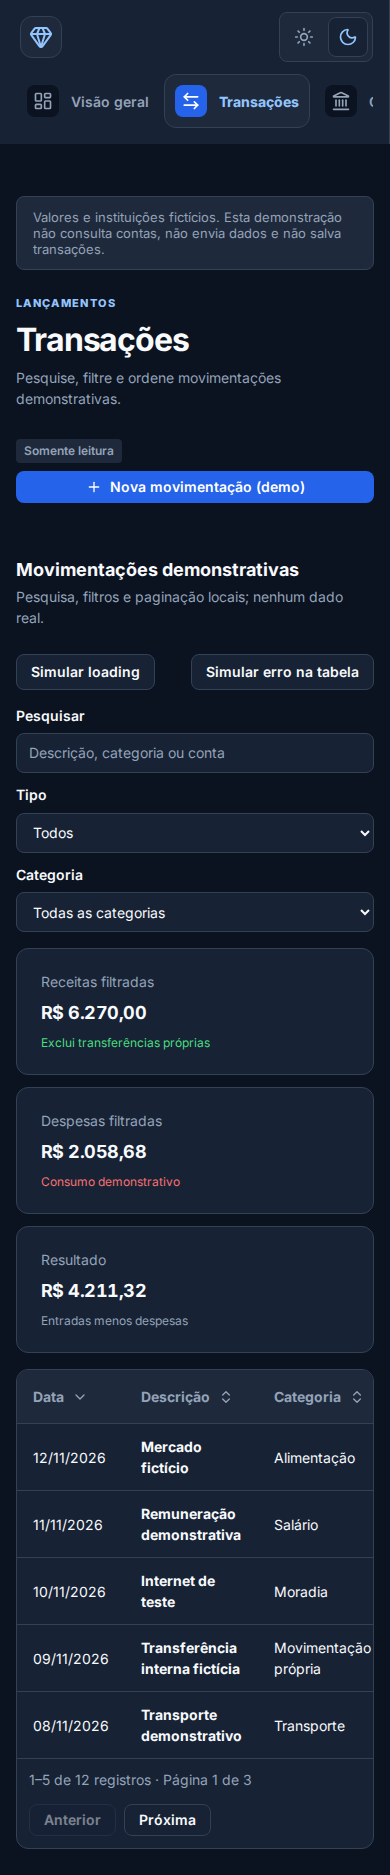 Visão geral
Transações
Valores e instituições fictícios. Esta demonstração
não consulta contas, não envia dados e não salva
transações.
LANÇAMENTOS
Transações
Pesquise, filtre e ordene movimentações
demonstrativas.
Somente leitura
Nova movimentação (demo)
Movimentações demonstrativas
Pesquisa, filtros e paginação locais; nenhum dado
real.
Simular loading
Simular erro na tabela
Pesquisar
Descrição, categoria ou conta
Tipo
Todos
Categoria
Todas as categorias
Receitas filtradas
R$ 6.270,00
Exclui transferências próprias
Despesas filtradas
R$ 2.058,68
Consumo demonstrativo
Resultado
R$ 4.211,32
Entradas menos despesas
Data Descrição Categoria
12/11/2026 Mercado fictício Alimentação
11/11/2026 Remuneração demonstrativa Salário
10/11/2026 Internet de teste Moradia
09/11/2026 Transferência interna fictícia Movimentação própria
08/11/2026 Transporte demonstrativo Transporte
1–5 de 12 registros · Página 1 de 3
Anterior
Próxima